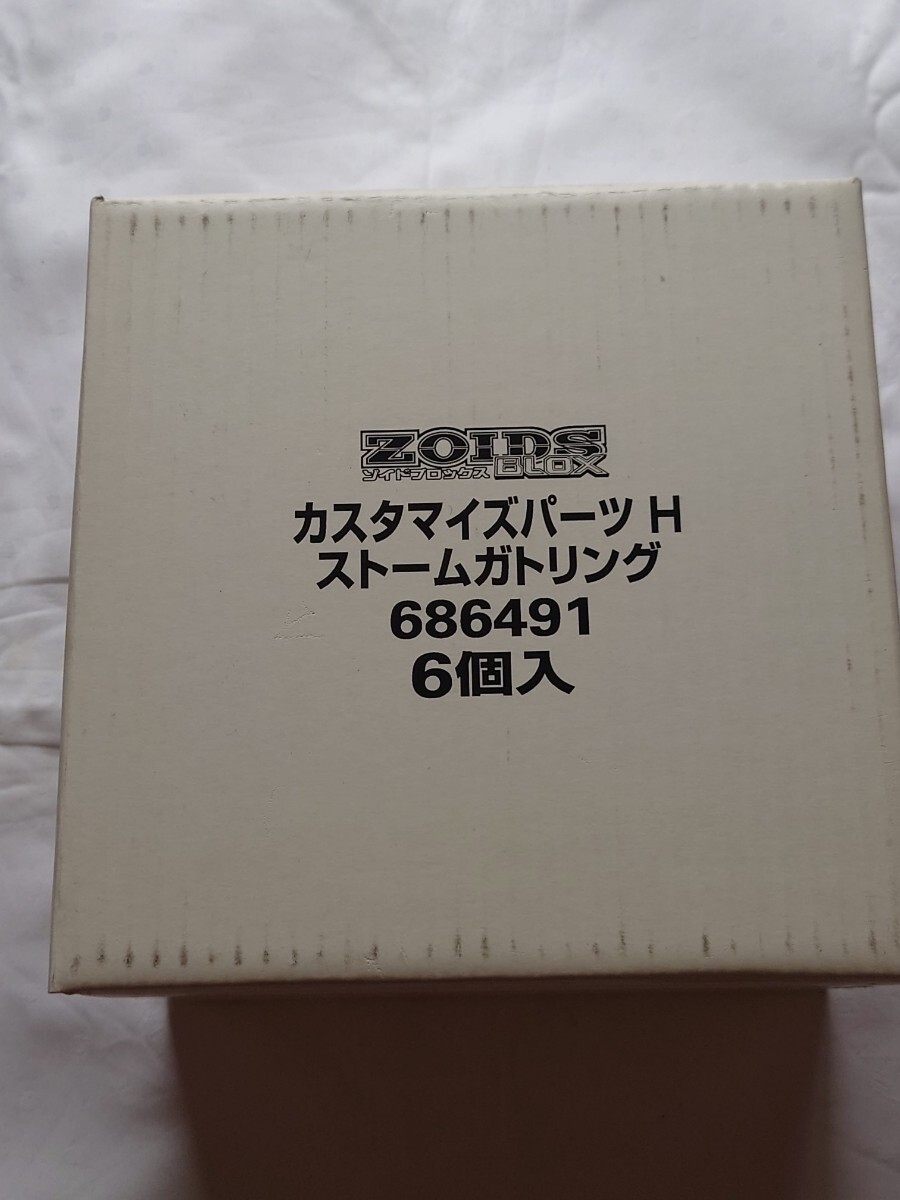 ZOIDS
ゾイドブロックス BLOX
カスタマイズパーツ H
ストームガトリング
686491
6個入